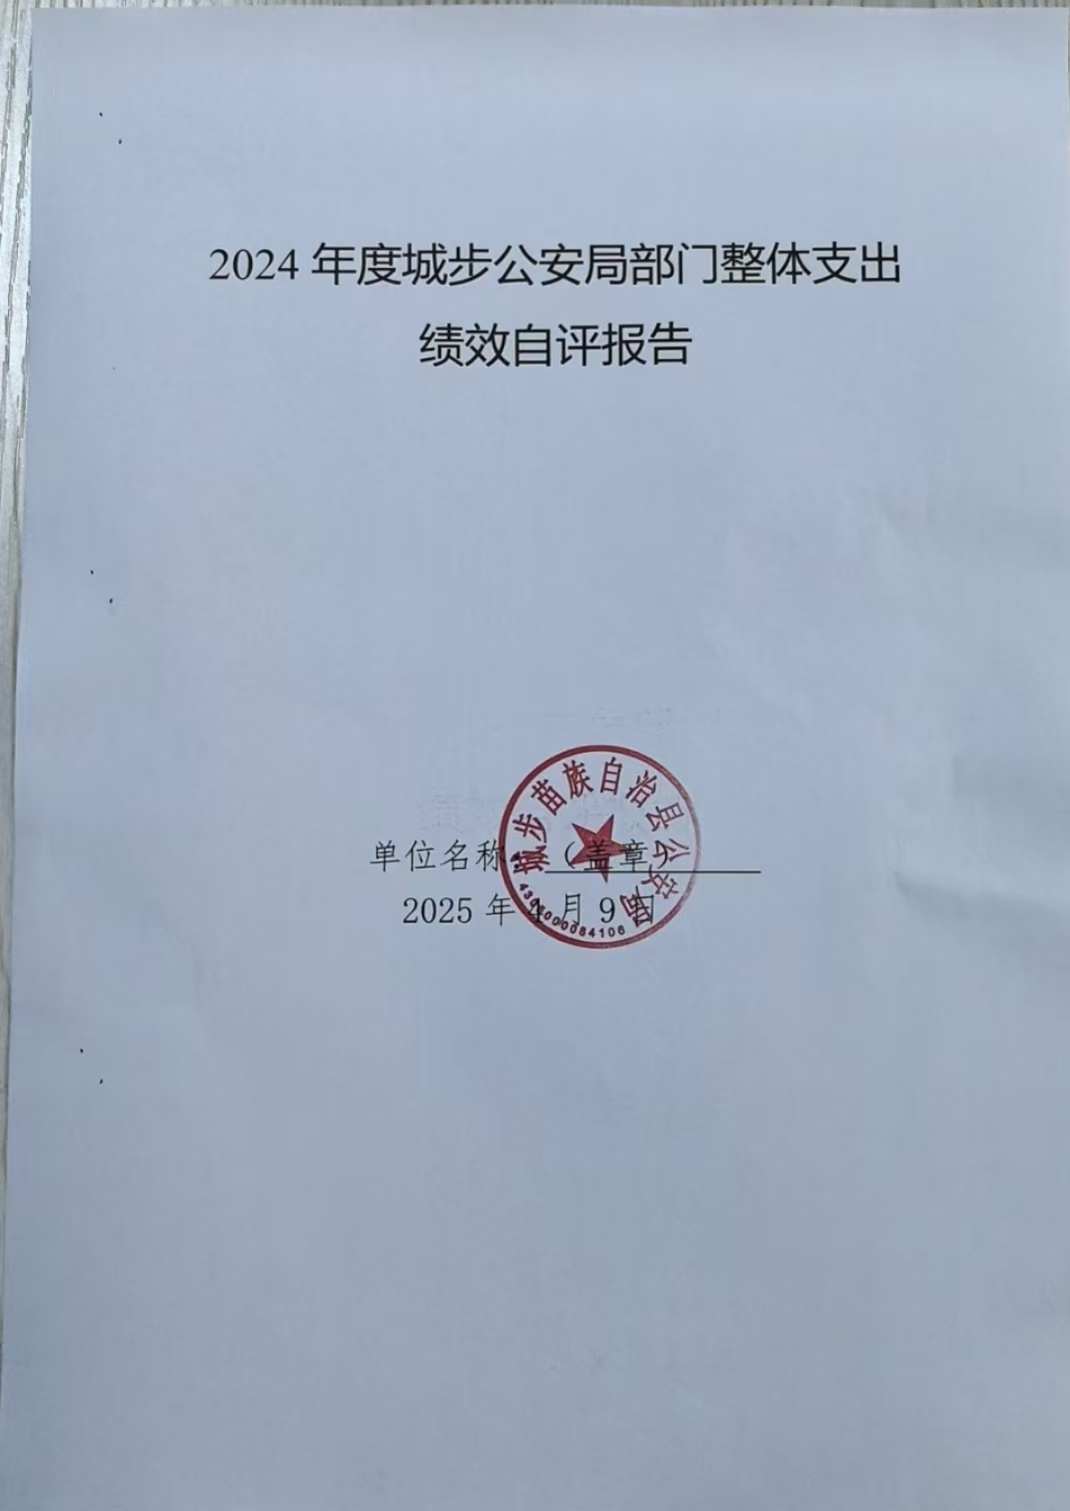 2024 年度城步公安局部门整体支出
绩效自评报告
城步苗族自治县公安局
单位名称 （盖章）
2025 年 4 月 9 日